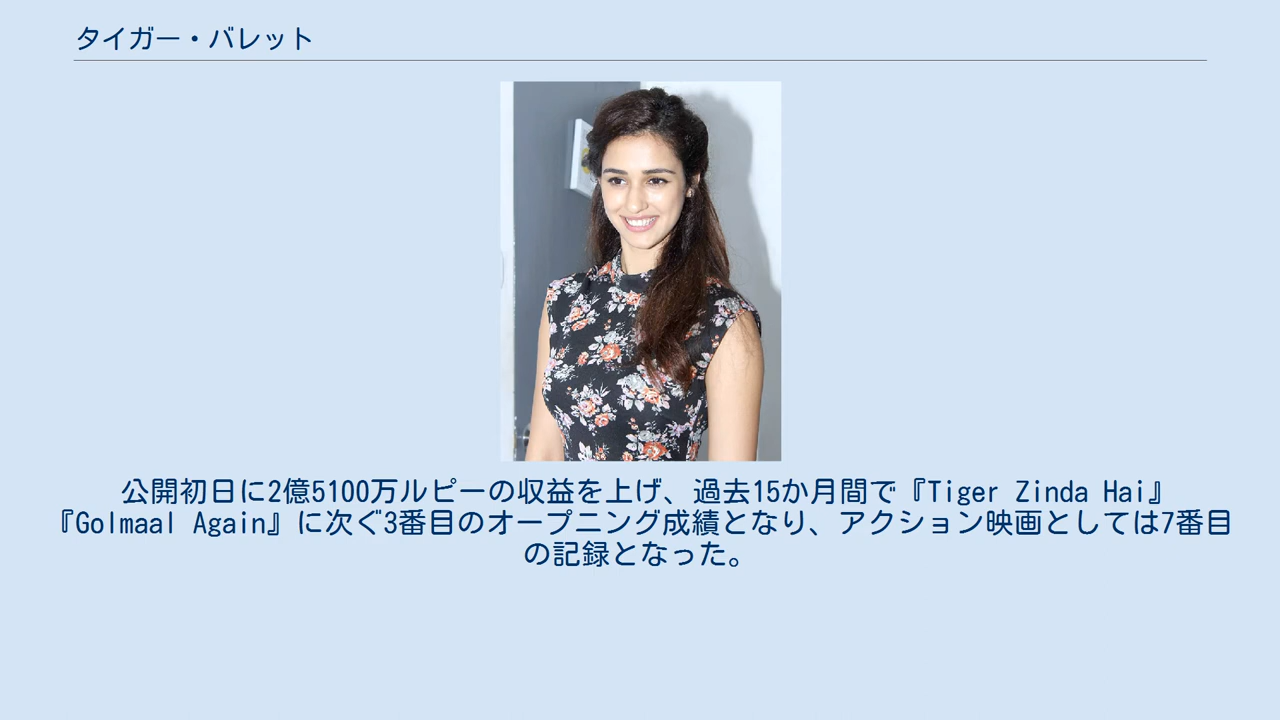 タイガー・バレット
公開初日に2億5100万ルピーの収益を上げ、過去15か月間で『Tiger Zinda Hai』
『Golmaal Again』に次ぐ3番目のオープニング成績となり、アクション映画としては7番目
の記録となった。